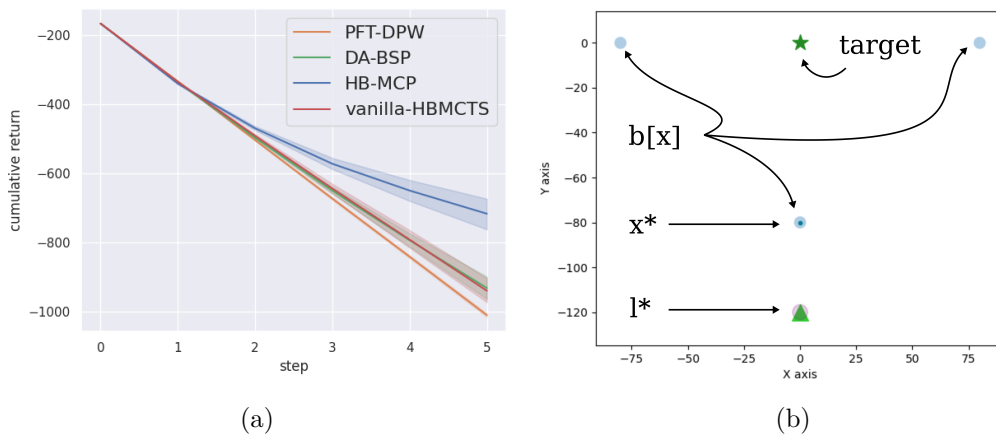 cumulative return
−200
−400
−600
−800
−1000
0
1
2
3
4
5
step
PFT-DPW
DA-BSP
HB-MCP
vanilla-HBMCTS
(a)
Y axis
0
−20
−40
−60
−80
−100
−120
target
b[x]
x*
l*
−75
−50
−25
0
25
50
75
X axis
(b)